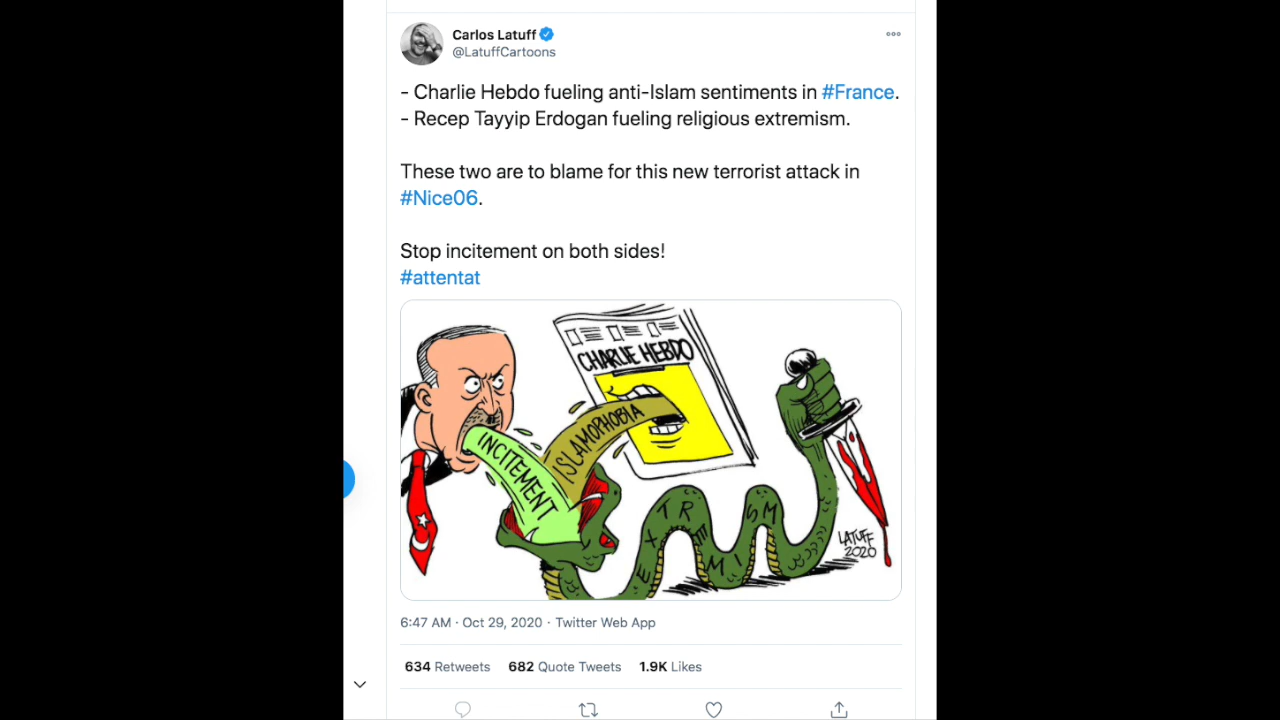 Carlos Latuff
@LatuffCartoons
- Charlie Hebdo fueling anti-Islam sentiments in #France.
- Recep Tayyip Erdogan fueling religious extremism.
These two are to blame for this new terrorist attack in
#Nice06.
Stop incitement on both sides!
#attentat
CHARLIE HEBDO
INCITEMENT
ISLAMOPHOBIA
EXTREMISM
LATUFF
2020
6:47 AM · Oct 29, 2020 · Twitter Web App
634 Retweets 682 Quote Tweets 1.9K Likes